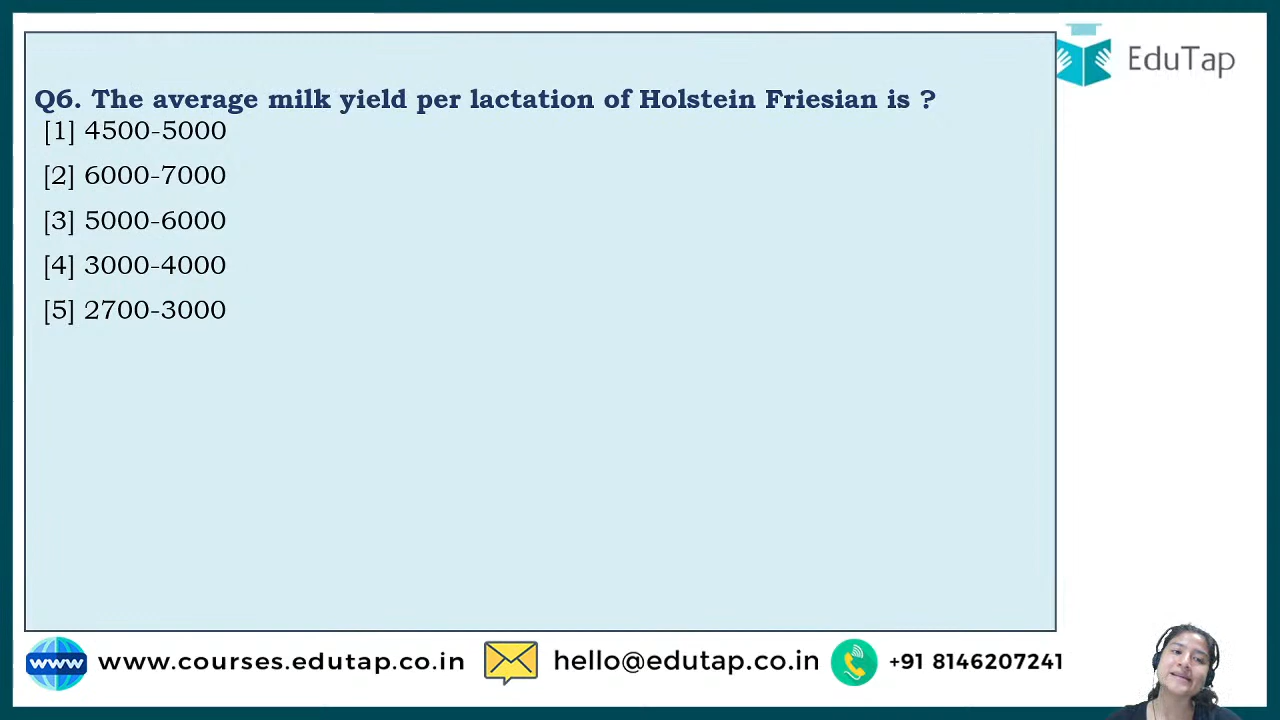 EduTap
Q6. The average milk yield per lactation of Holstein Friesian is ?
[1] 4500-5000
[2] 6000-7000
[3] 5000-6000
[4] 3000-4000
[5] 2700-3000
www www.courses.edutap.co.in hello@edutap.co.in +91 8146207241